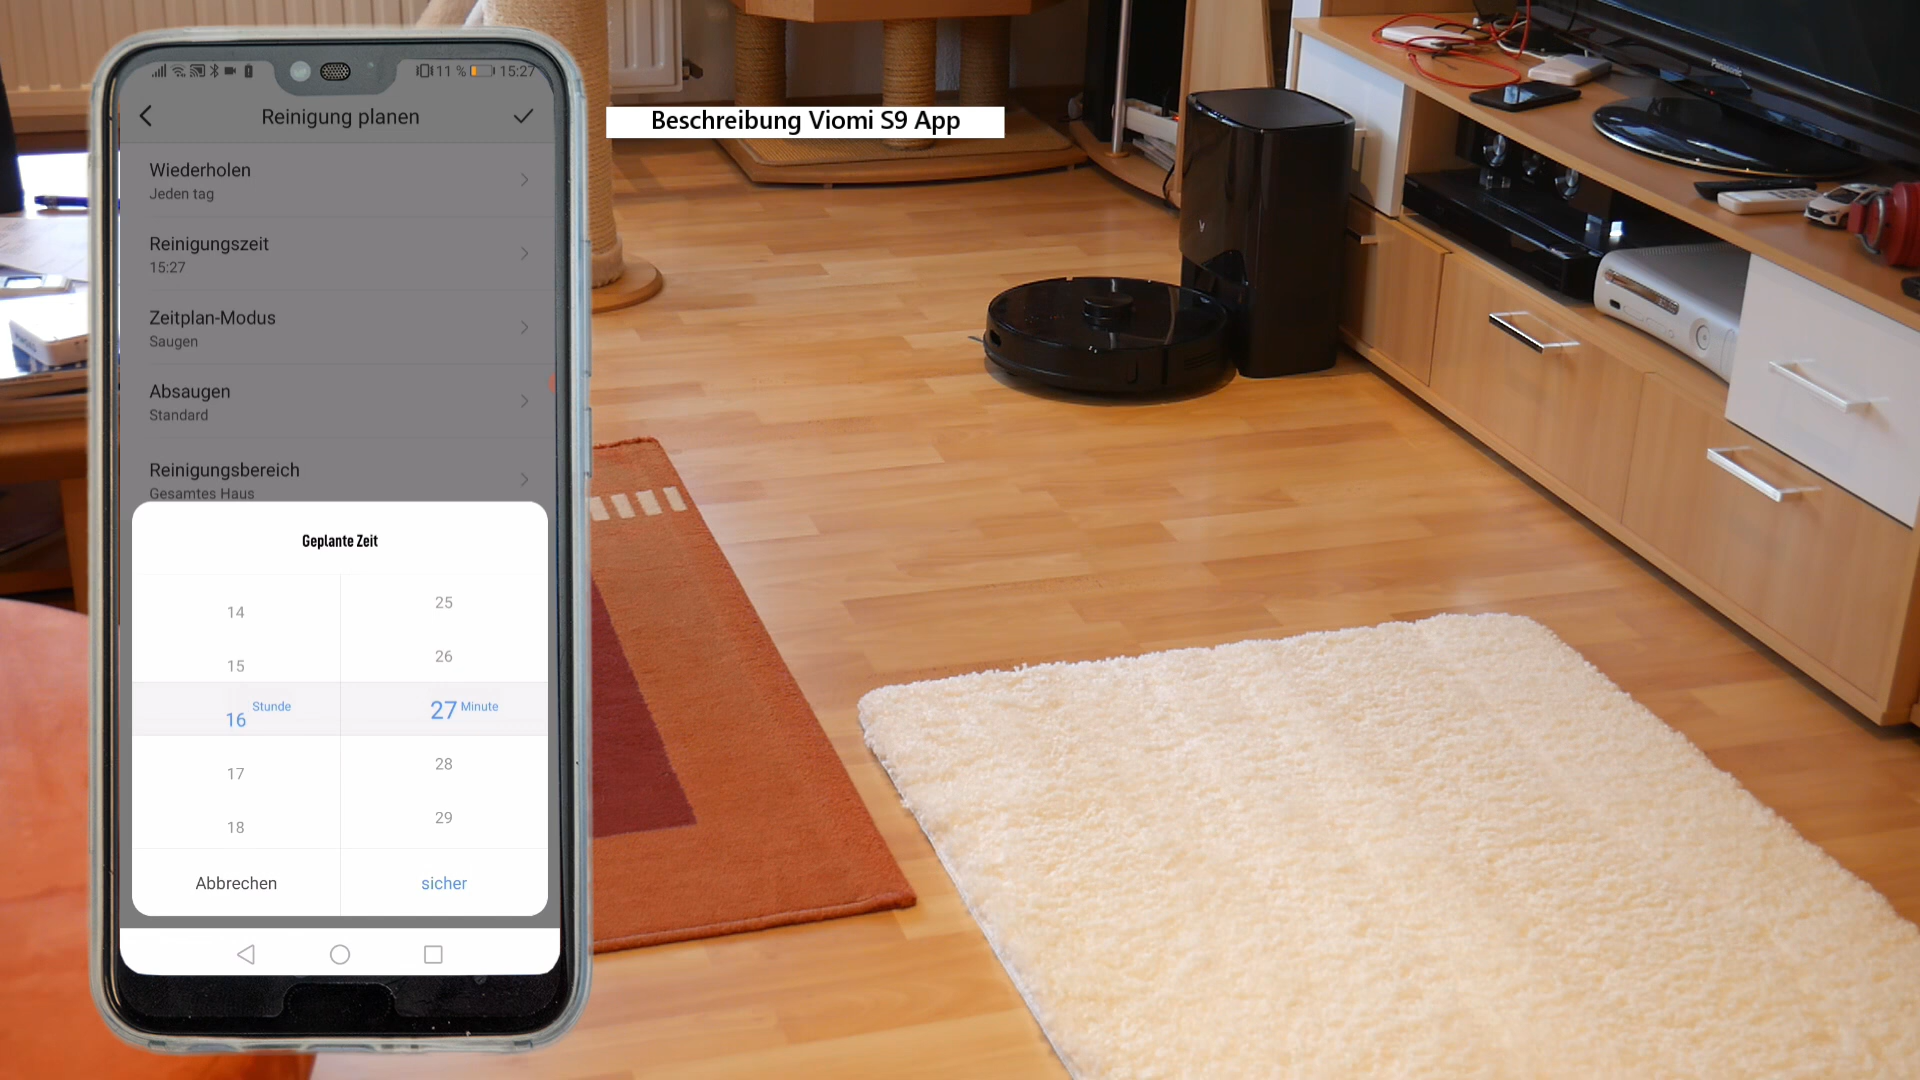 11 % 15:27
Reinigung planen
Beschreibung Viomi S9 App
Wiederholen
Jeden tag
Reinigungszeit
15:27
Zeitplan-Modus
Saugen
Absaugen
Standard
Reinigungsbereich
Gesamtes Haus
Geplante Zeit
14 25
15 26
16 Stunde 27 Minute
17 28
18 29
Abbrechen sicher
Panasonic